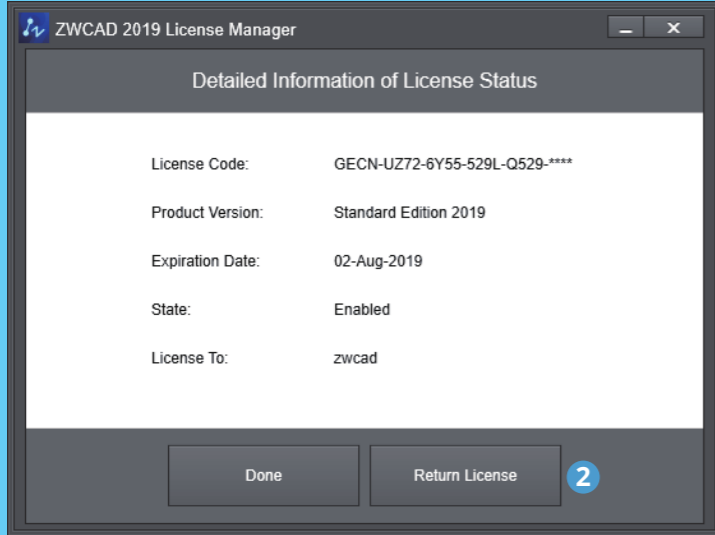 ZWCAD 2019 License Manager
Detailed Information of License Status
License Code: GECN-UZ72-6Y55-529L-Q529-****
Product Version: Standard Edition 2019
Expiration Date: 02-Aug-2019
State: Enabled
License To: zwcad
Done Return License 2